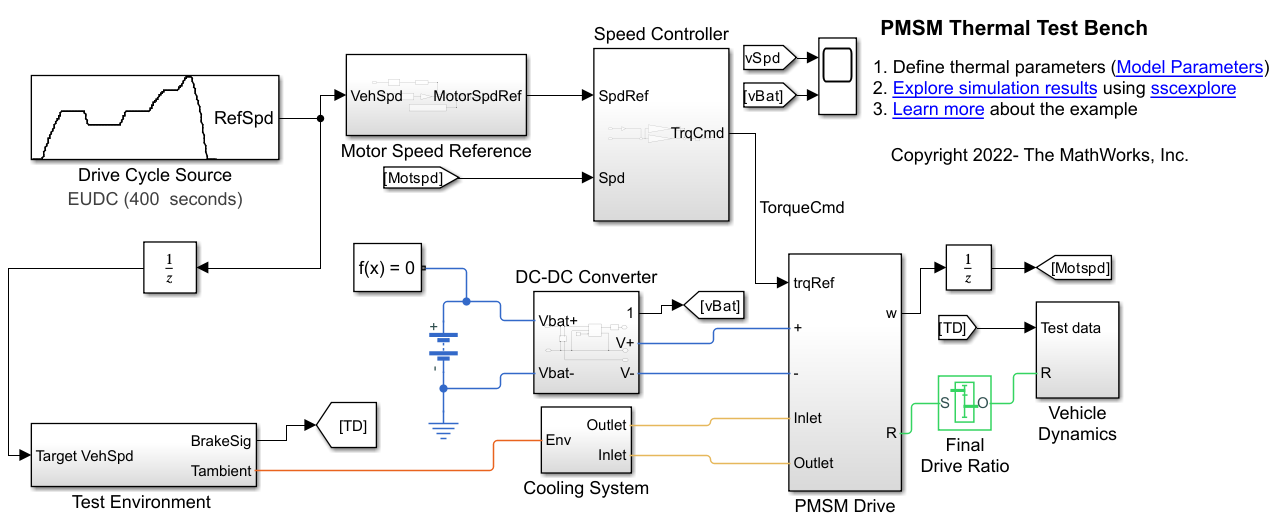 PMSM Thermal Test Bench
1. Define thermal parameters (Model Parameters)
2. Explore simulation results using sscexplore
3. Learn more about the example
Copyright 2022- The MathWorks, Inc.
RefSpd
Drive Cycle Source
EUDC (400 seconds)
VehSpd
MotorSpdRef
Motor Speed Reference
[Motspd]
Speed Controller
SpdRef
TrqCmd
Spd
vSpd
[vBat]
TorqueCmd
1
z
f(x) = 0
+
-
DC-DC Converter
Vbat+
1
V+
Vbat-
V-
[vBat]
trqRef
w
+
-
Inlet
R
Outlet
PMSM Drive
1
z
[Motspd]
[TD]
Test data
R
Vehicle
Dynamics
S
O
Final
Drive Ratio
Outlet
Env
Inlet
Cooling System
[TD]
BrakeSig
Target VehSpd
Tambient
Test Environment